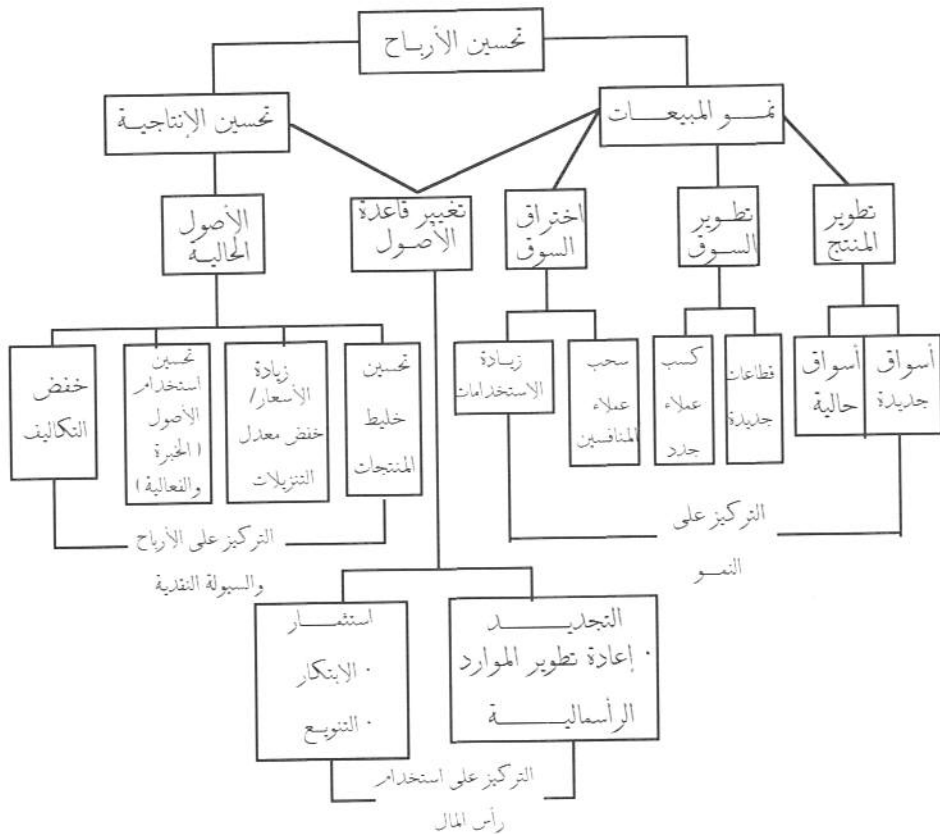 تحسين الأرباح
نمو المبيعات
تحسين الإنتاجية
تطوير
المنتج
تطوير
السوق
اختراق
السوق
تغيير قاعدة
الأصول
الأصول
الحالية
أسواق
جديدة
أسواق
حالية
قطاعات
جديدة
كسب
عملاء
جدد
سحب
عملاء
المنافسين
زيادة
الاستخدامات
تحسين
خليط
المنتجات
زيادة
الأسعار/
خفض معدل
التنزيلات
تحسين
استخدام
الأصول
(الخبرة
والفعالية)
خفض
التكاليف
التركيز على
النمو
التركيز على الأرباح
والسيولة النقدية
التجديد
· إعادة تطوير الموارد
الرأسمالية
استثمار
· الابتكار
· التنويع
التركيز على استخدام
رأس المال